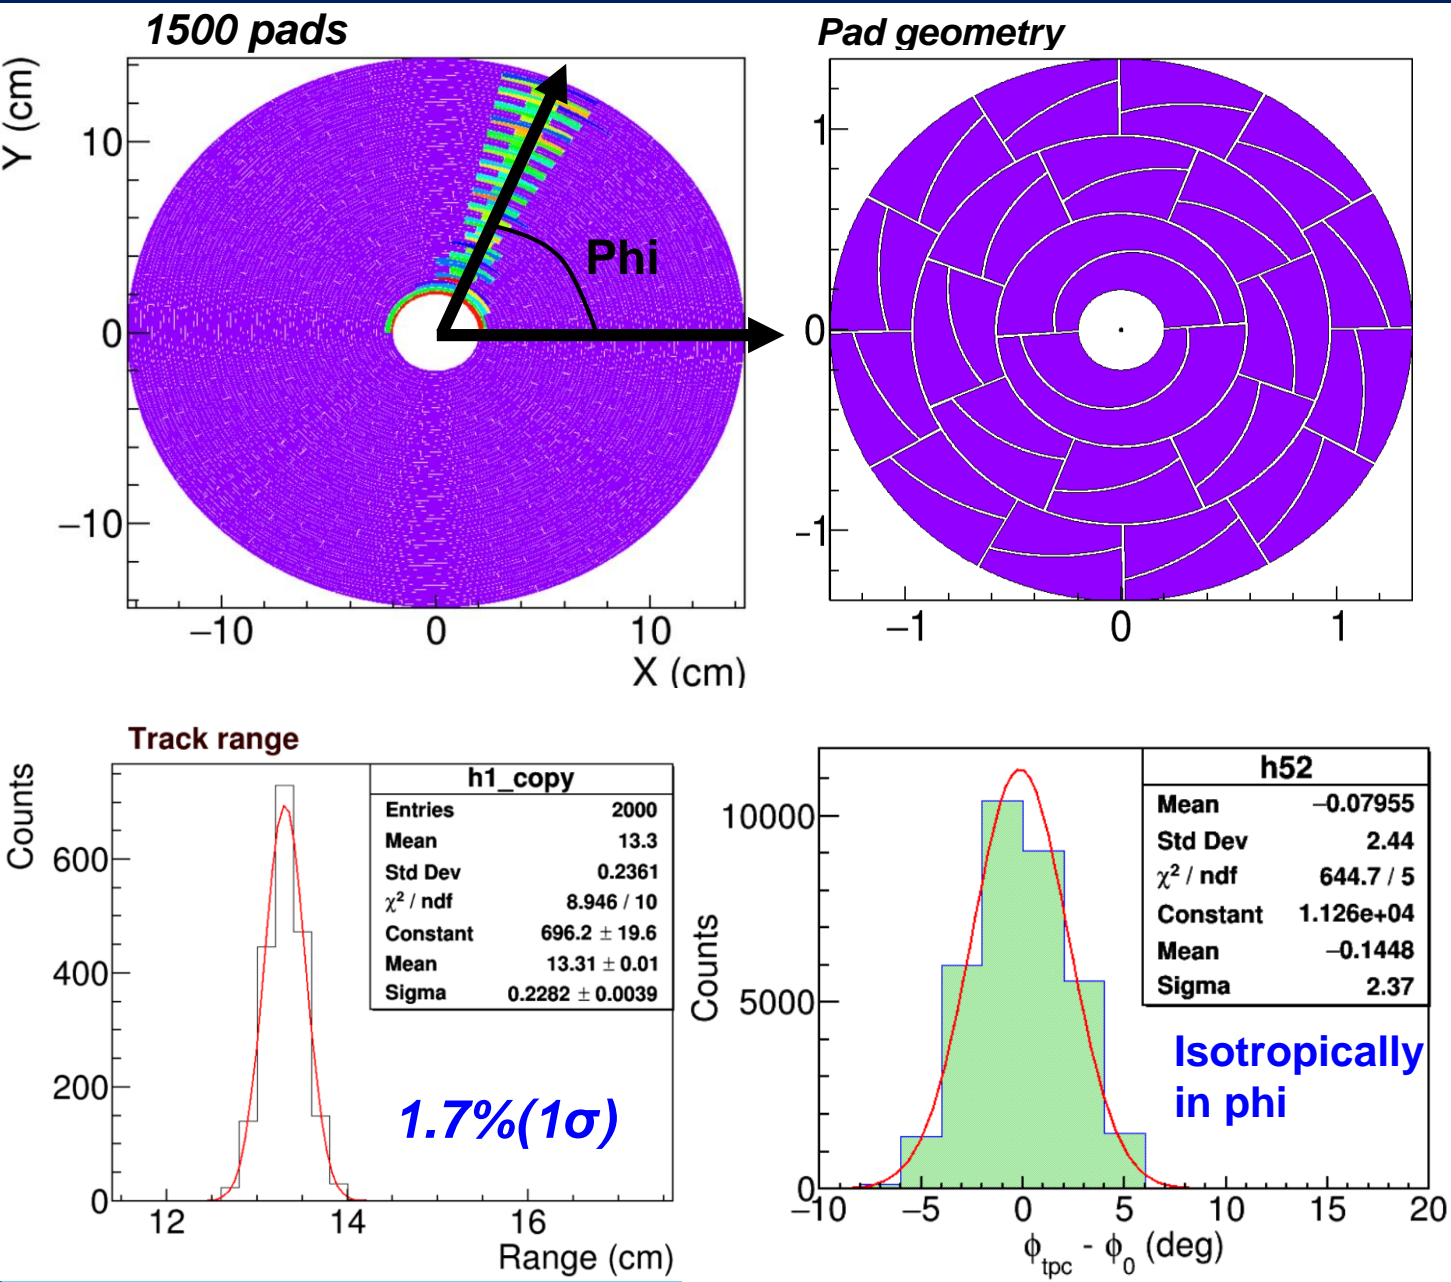 1500 pads
Y (cm)
10
0
−10
−10
0
10
X (cm)
Phi
Pad geometry
1
0
−1
−1
0
1
Track range
Counts
600
400
200
0
12
14
16
Range (cm)
h1_copy
Entries 2000
Mean 13.3
Std Dev 0.2361
χ² / ndf 8.946 / 10
Constant 696.2 ± 19.6
Mean 13.31 ± 0.01
Sigma 0.2282 ± 0.0039
1.7%(1σ)
Counts
10000
5000
0
−10
−5
0
5
10
15
20
ϕtpc - ϕ0 (deg)
h52
Mean −0.07955
Std Dev 2.44
χ² / ndf 644.7 / 5
Constant 1.126e+04
Mean −0.1448
Sigma 2.37
Isotropically
in phi